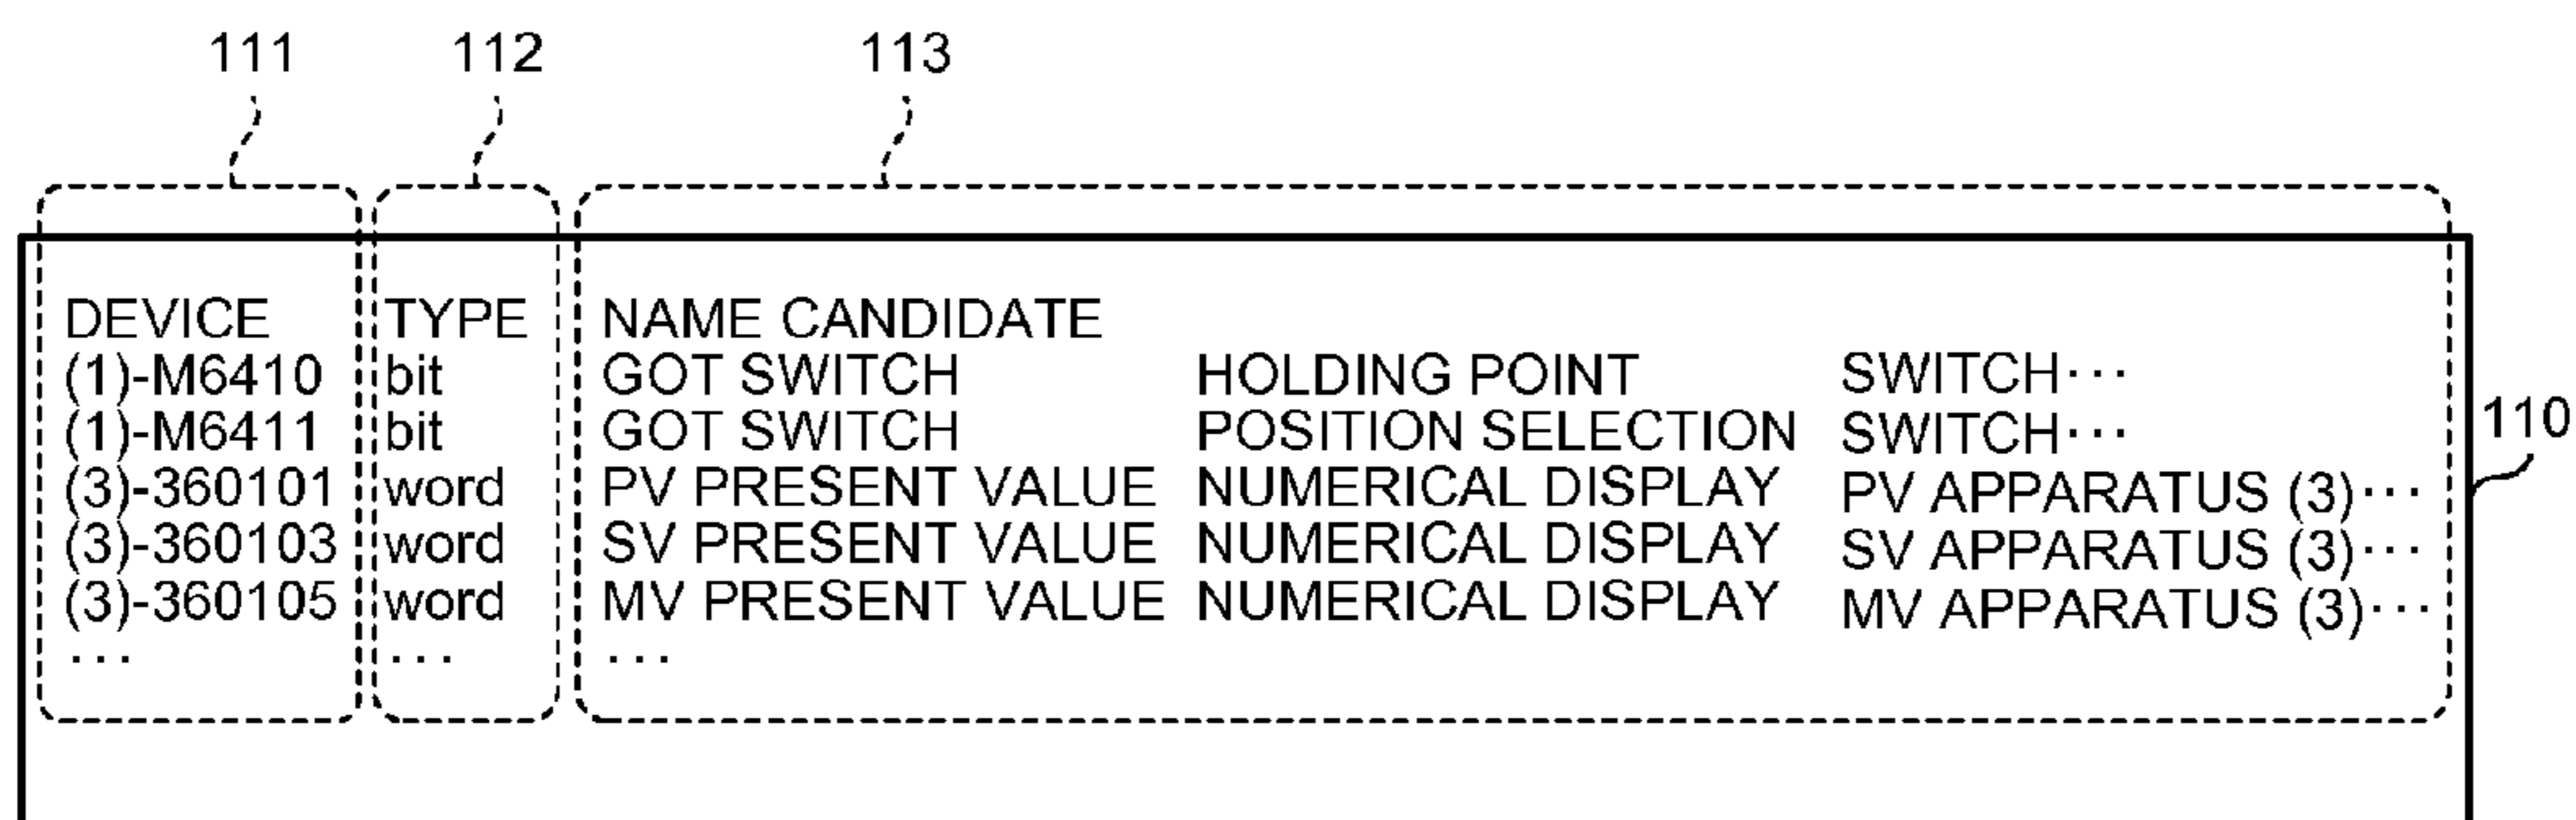 111 112 113
DEVICE TYPE NAME CANDIDATE
(1)-M6410 bit GOT SWITCH HOLDING POINT SWITCH···
(1)-M6411 bit GOT SWITCH POSITION SELECTION SWITCH···
110
(3)-360101 word PV PRESENT VALUE NUMERICAL DISPLAY PV APPARATUS (3)···
(3)-360103 word SV PRESENT VALUE NUMERICAL DISPLAY SV APPARATUS (3)···
(3)-360105 word MV PRESENT VALUE NUMERICAL DISPLAY MV APPARATUS (3)···
··· ··· ···